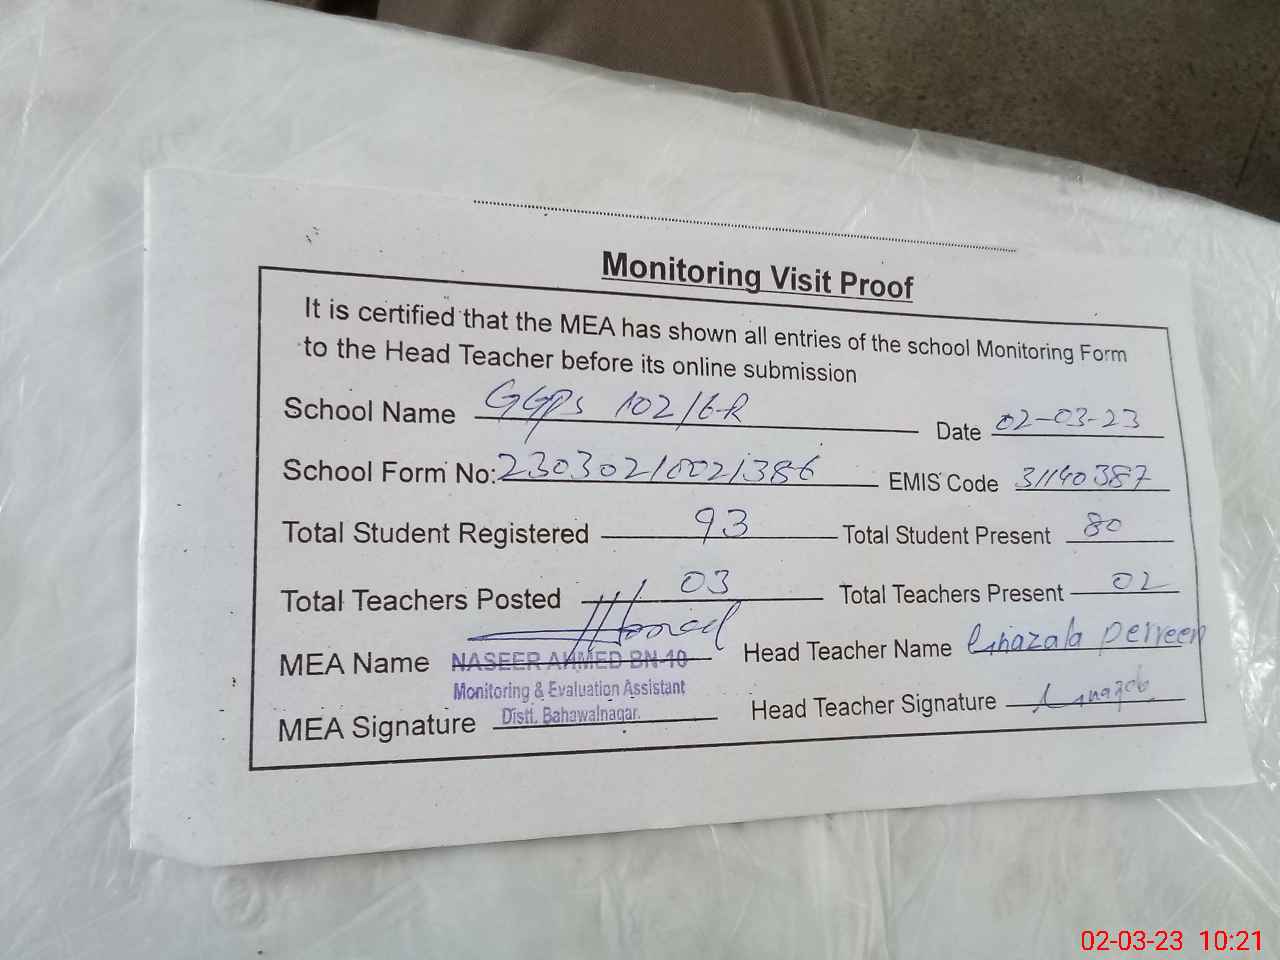 Monitoring Visit Proof
It is certified that the MEA has shown all entries of the school Monitoring Form
to the Head Teacher before its online submission
School Name GGPS 102/6-R Date 02-03-23
School Form No: 230302/0021386 EMIS Code 31140387
Total Student Registered 93 Total Student Present 80
Total Teachers Posted 03 Total Teachers Present 02
MEA Name NASEER AHMED BN-10 Head Teacher Name Ghazala perveen
Monitoring & Evaluation Assistant
MEA Signature Distt. Bahawalnagar. Head Teacher Signature
02-03-23 10:21